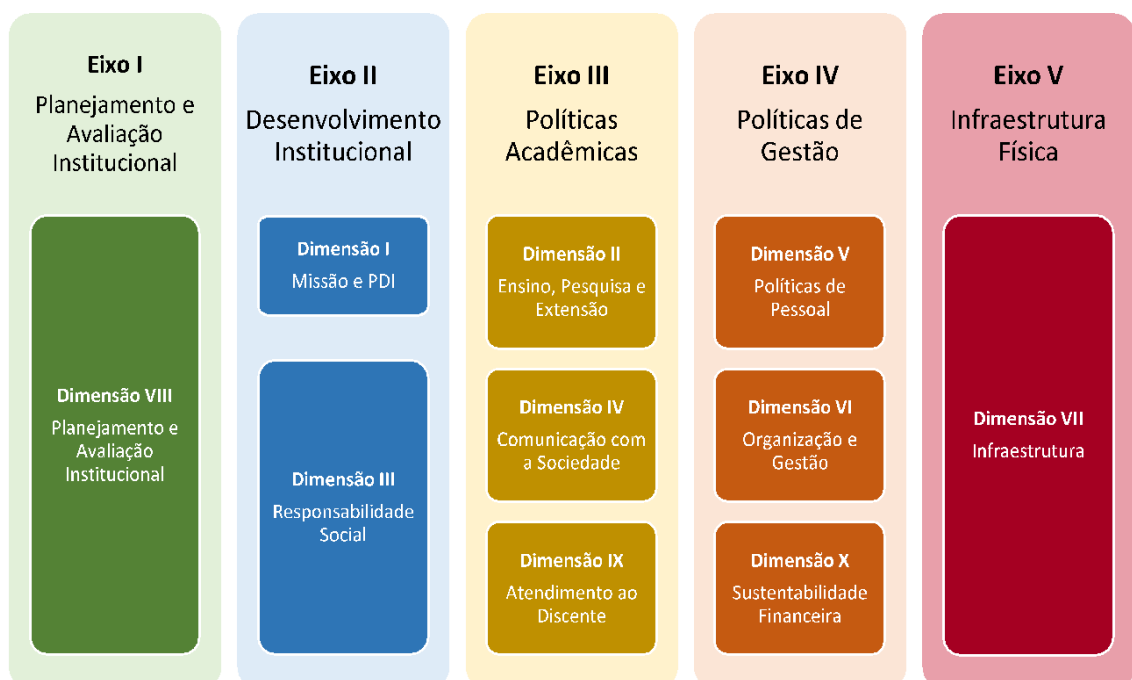 Eixo I
Planejamento e
Avaliação
Institucional
Dimensão VIII
Planejamento e
Avaliação
Institucional
Eixo II
Desenvolvimento
Institucional
Dimensão I
Missão e PDI
Dimensão III
Responsabilidade
Social
Eixo III
Políticas
Acadêmicas
Dimensão II
Ensino, Pesquisa e
Extensão
Dimensão IV
Comunicação com
a Sociedade
Dimensão IX
Atendimento ao
Discente
Eixo IV
Políticas de
Gestão
Dimensão V
Políticas de
Pessoal
Dimensão VI
Organização e
Gestão
Dimensão X
Sustentabilidade
Financeira
Eixo V
Infraestrutura
Física
Dimensão VII
Infraestrutura